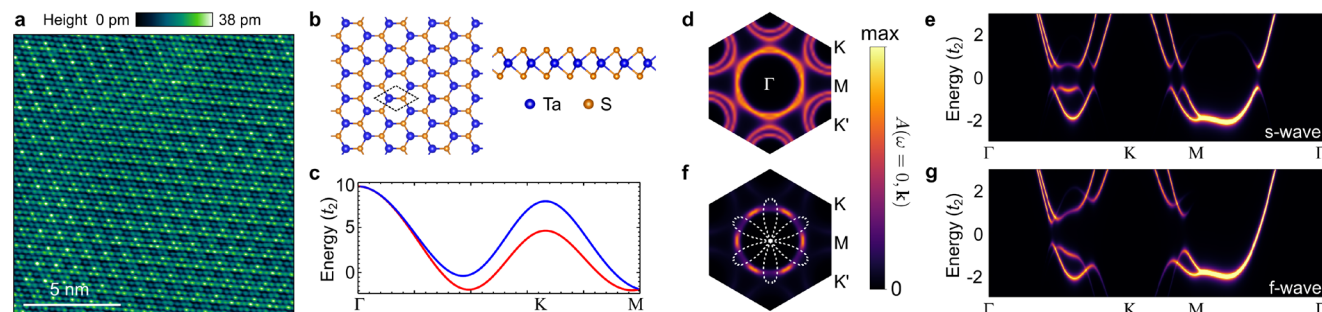 a
Height 0 pm 38 pm
5 nm
b
Ta S
c
Energy (t₂)
10
5
0
Γ K M
d
K
Γ M
K'
f
K
M
K'
max
A(ω = 0, k)
0
e
Energy (t₂)
2
0
-2
s-wave
Γ K M Γ
g
Energy (t₂)
2
0
-2
f-wave
Γ K M Γ